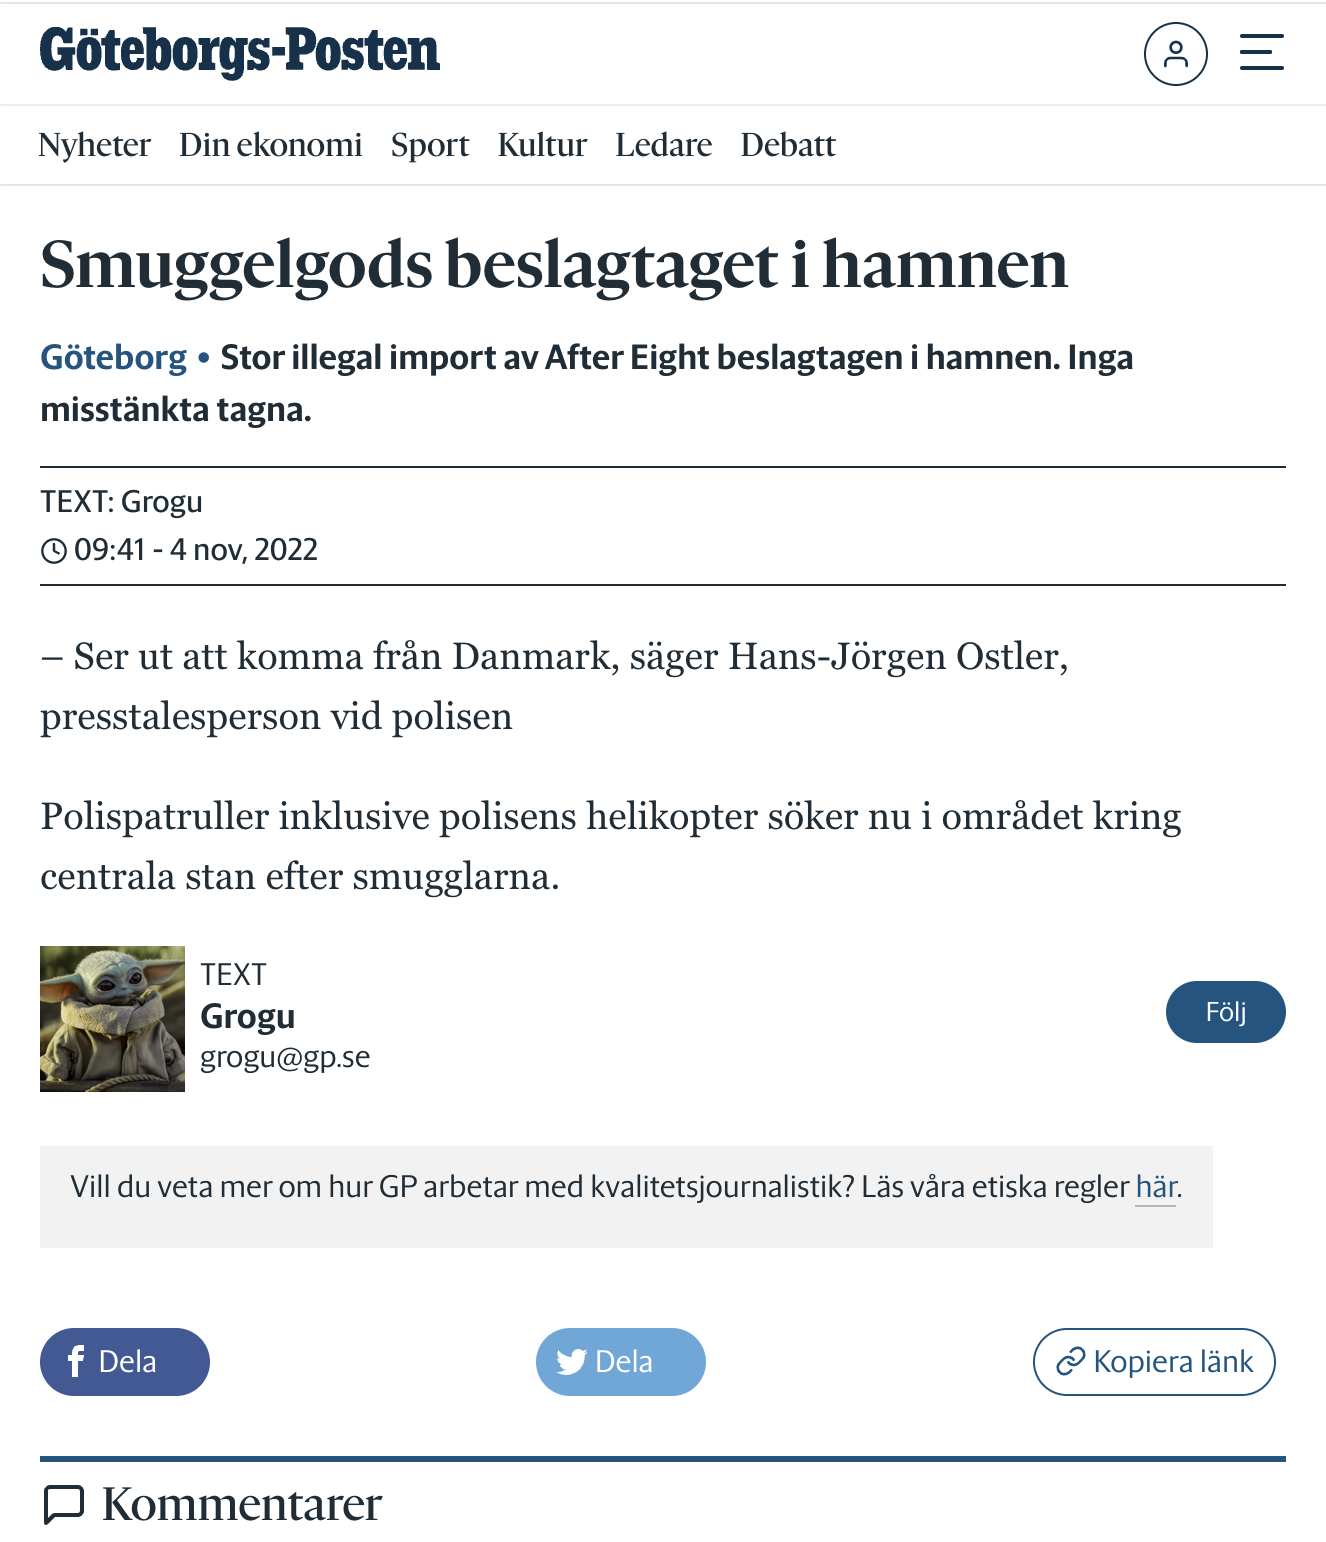 Göteborgs-Posten
Nyheter Din ekonomi Sport Kultur Ledare Debatt
Smuggelgods beslagtaget i hamnen
Göteborg • Stor illegal import av After Eight beslagtagen i hamnen. Inga
misstänkta tagna.
TEXT: Grogu
09:41 - 4 nov, 2022
– Ser ut att komma från Danmark, säger Hans-Jörgen Ostler,
presstalesperson vid polisen
Polispatruller inklusive polisens helikopter söker nu i området kring
centrala stan efter smugglarna.
TEXT
Grogu
grogu@gp.se
Följ
Vill du veta mer om hur GP arbetar med kvalitetsjournalistik? Läs våra etiska regler här.
Dela
Dela
Kopiera länk
Kommentarer